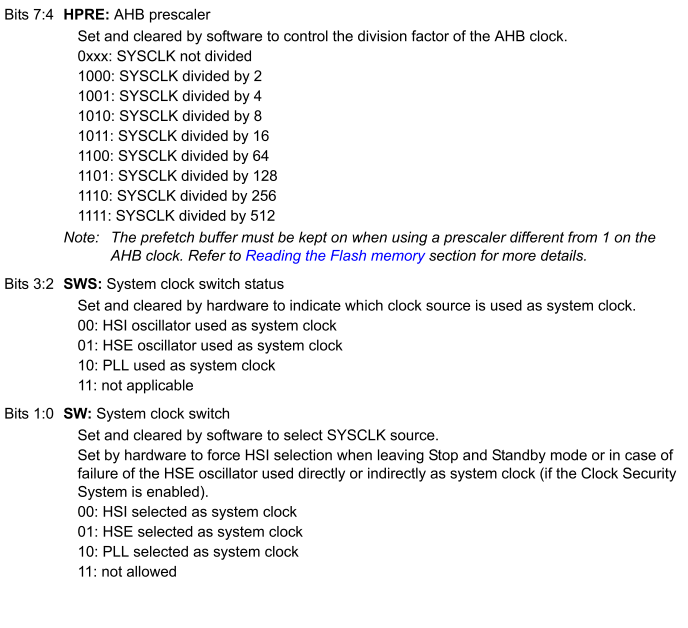 Bits 7:4 HPRE: AHB prescaler
Set and cleared by software to control the division factor of the AHB clock.
0xxx: SYSCLK not divided
1000: SYSCLK divided by 2
1001: SYSCLK divided by 4
1010: SYSCLK divided by 8
1011: SYSCLK divided by 16
1100: SYSCLK divided by 64
1101: SYSCLK divided by 128
1110: SYSCLK divided by 256
1111: SYSCLK divided by 512
Note: The prefetch buffer must be kept on when using a prescaler different from 1 on the
AHB clock. Refer to Reading the Flash memory section for more details.
Bits 3:2 SWS: System clock switch status
Set and cleared by hardware to indicate which clock source is used as system clock.
00: HSI oscillator used as system clock
01: HSE oscillator used as system clock
10: PLL used as system clock
11: not applicable
Bits 1:0 SW: System clock switch
Set and cleared by software to select SYSCLK source.
Set by hardware to force HSI selection when leaving Stop and Standby mode or in case of
failure of the HSE oscillator used directly or indirectly as system clock (if the Clock Security
System is enabled).
00: HSI selected as system clock
01: HSE selected as system clock
10: PLL selected as system clock
11: not allowed